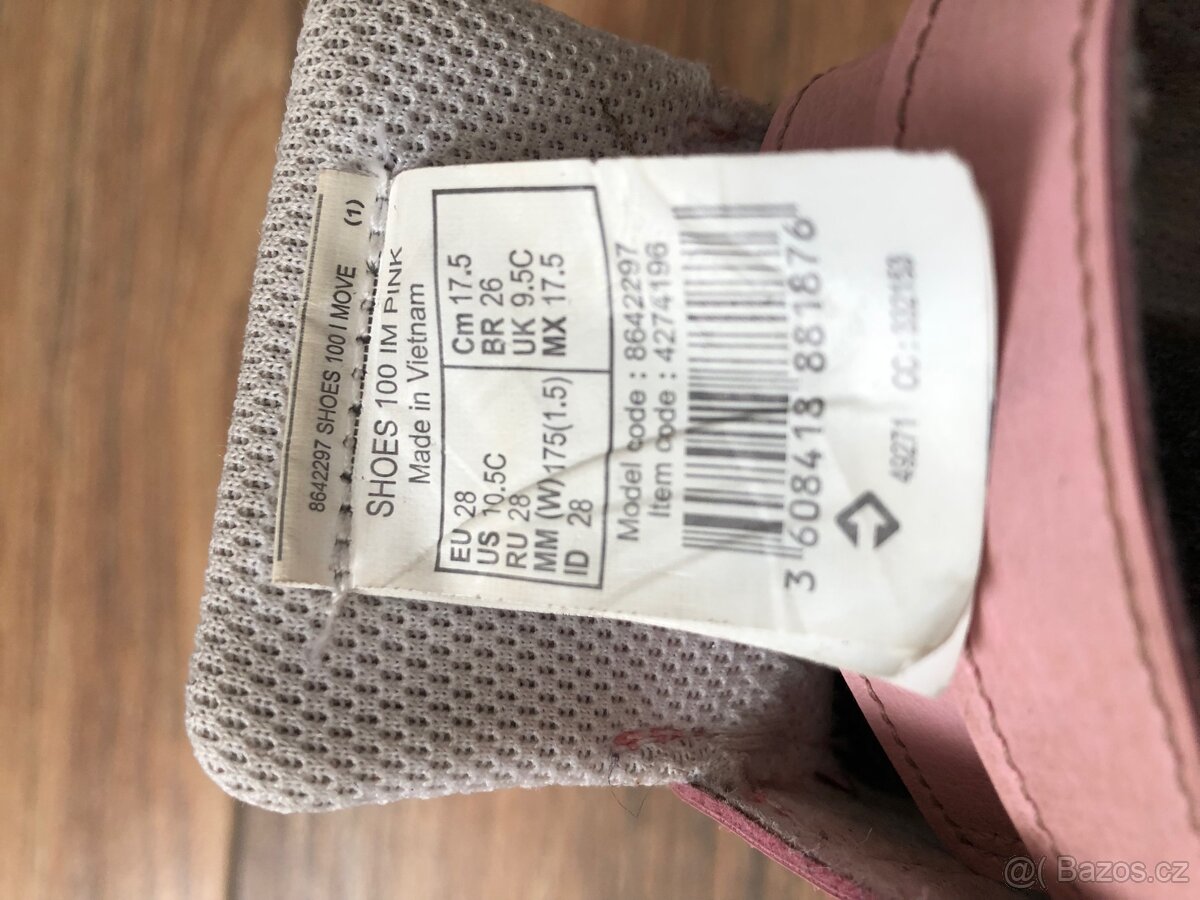 8642297 SHOES 100 I MOVE (1)
SHOES 100 IM PINK
Made in Vietnam
EU 28 Cm 17.5
US 10.5C BR 26
RU 28 UK 9.5C
MM (W) 175(1.5) MX 17.5
ID 28
Model code : 8642297
Item code : 4274196
3 608418 881876
49271 CC : 3332153
@( Bazos.cz